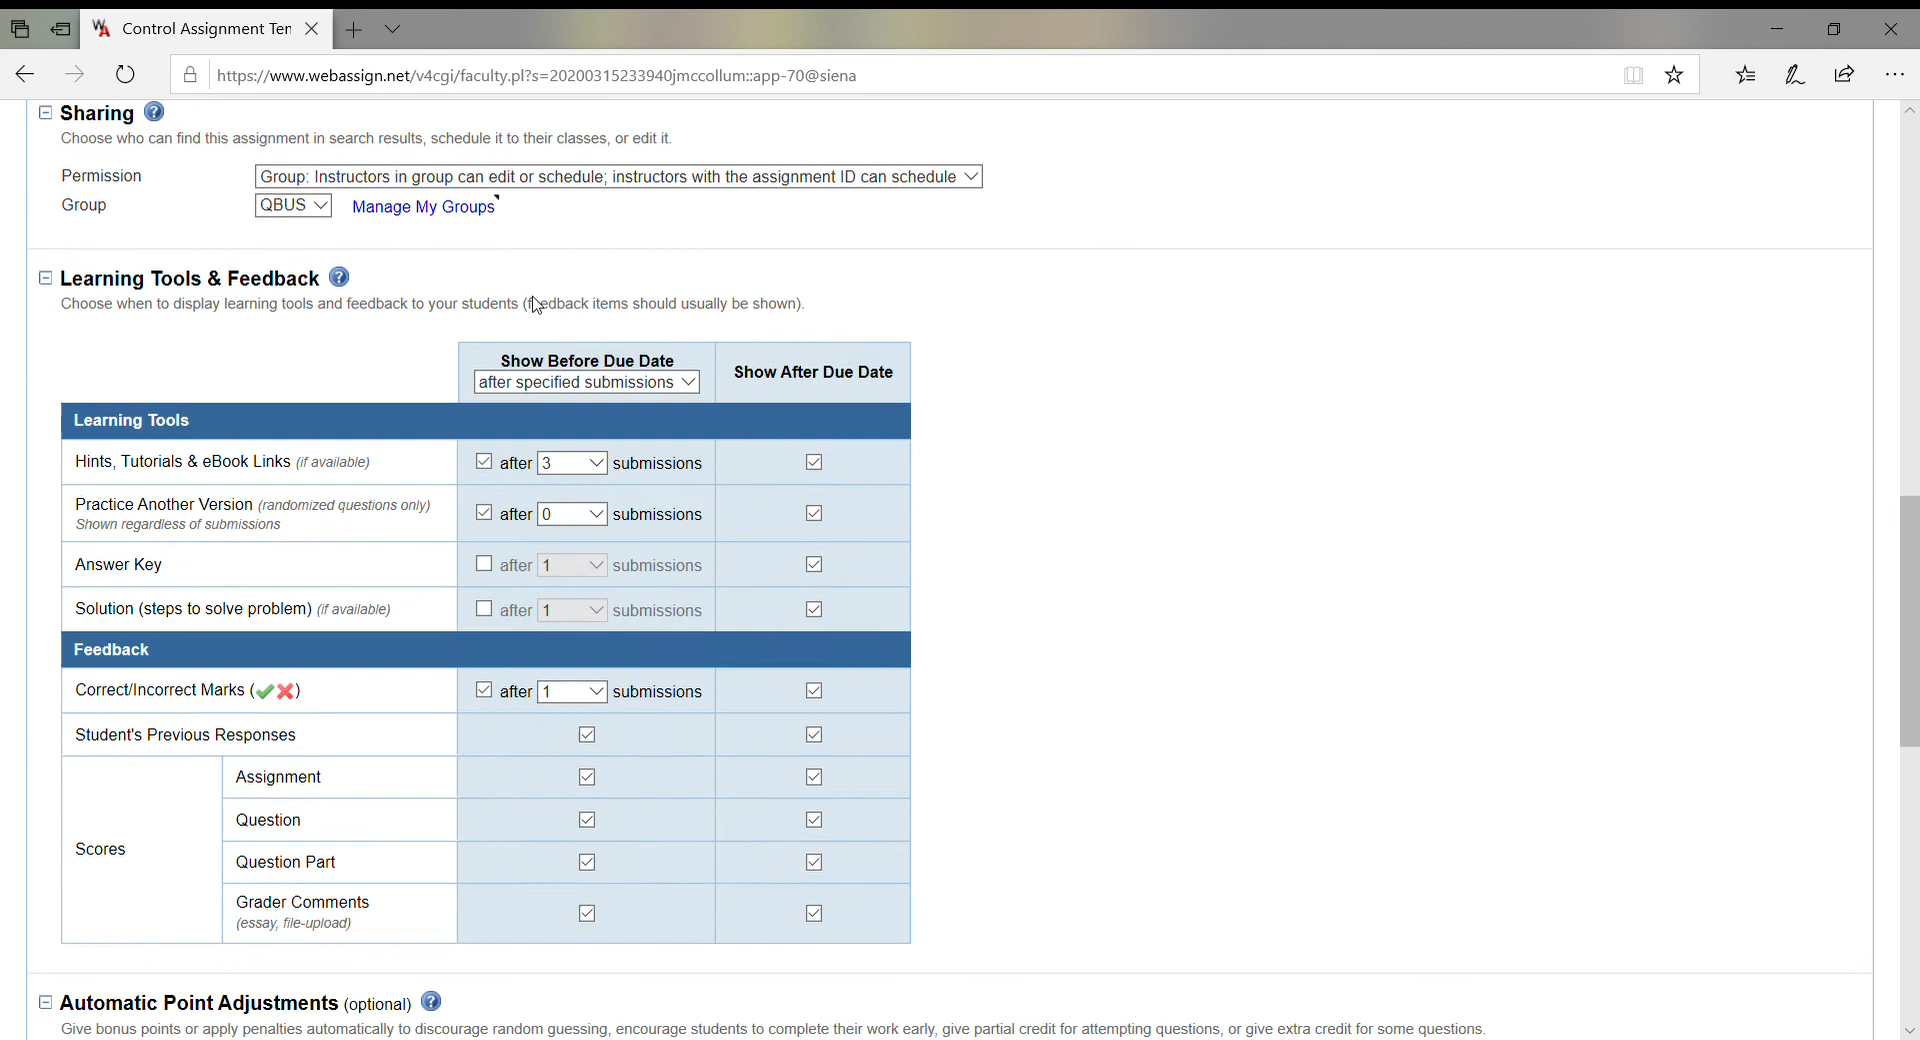 Control Assignment Ten
https://www.webassign.net/v4cgi/faculty.pl?s=20200315233940jmccollum::app-70@siena
Sharing ?
Choose who can find this assignment in search results, schedule it to their classes, or edit it.
Permission Group: Instructors in group can edit or schedule; instructors with the assignment ID can schedule
Group QBUS Manage My Groups
Learning Tools & Feedback ?
Choose when to display learning tools and feedback to your students (feedback items should usually be shown).
Show Before Due Date
after specified submissions
Show After Due Date
Learning Tools
Hints, Tutorials & eBook Links (if available) after 3 submissions
Practice Another Version (randomized questions only)
Shown regardless of submissions
after 0 submissions
Answer Key after 1 submissions
Solution (steps to solve problem) (if available) after 1 submissions
Feedback
Correct/Incorrect Marks ( ) after 1 submissions
Student's Previous Responses
Scores
Assignment
Question
Question Part
Grader Comments
(essay, file-upload)
Automatic Point Adjustments (optional) ?
Give bonus points or apply penalties automatically to discourage random guessing, encourage students to complete their work early, give partial credit for attempting questions, or give extra credit for some questions.